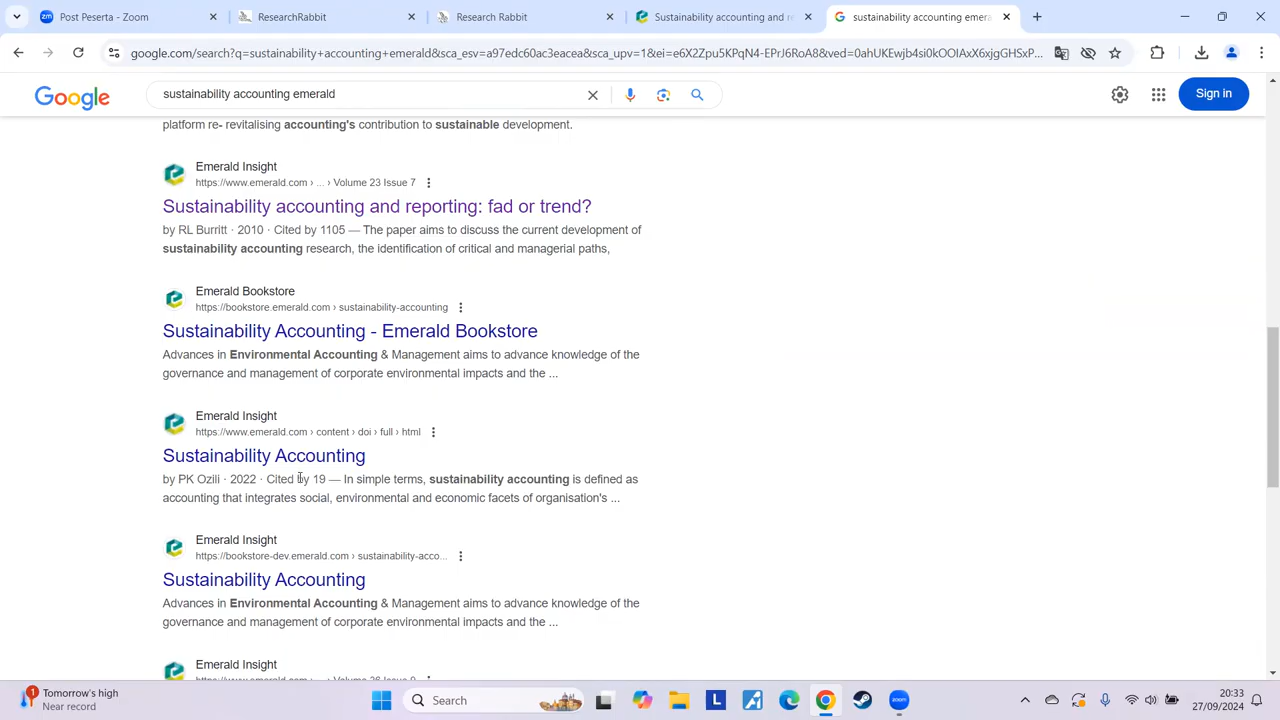 Post Peserta - Zoom
ResearchRabbit
Research Rabbit
Sustainability accounting and re
sustainability accounting emera
google.com/search?q=sustainability+accounting+emerald&sca_esv=a97edc60ac3eacea&sca_upv=1&ei=e6X2Zpu5KPqN4-EPrJ6RoA8&ved=0ahUKEwjb4si0kOOIAxX6xjgGHSxP...
Google
sustainability accounting emerald
Sign in
platform re- revitalising accounting's contribution to sustainable development.
Emerald Insight
https://www.emerald.com › ... › Volume 23 Issue 7
Sustainability accounting and reporting: fad or trend?
by RL Burritt · 2010 · Cited by 1105 — The paper aims to discuss the current development of
sustainability accounting research, the identification of critical and managerial paths,
Emerald Bookstore
https://bookstore.emerald.com › sustainability-accounting
Sustainability Accounting - Emerald Bookstore
Advances in Environmental Accounting & Management aims to advance knowledge of the
governance and management of corporate environmental impacts and the ...
Emerald Insight
https://www.emerald.com › content › doi › full › html
Sustainability Accounting
by PK Ozili · 2022 · Cited by 19 — In simple terms, sustainability accounting is defined as
accounting that integrates social, environmental and economic facets of organisation's ...
Emerald Insight
https://bookstore-dev.emerald.com › sustainability-acco...
Sustainability Accounting
Advances in Environmental Accounting & Management aims to advance knowledge of the
governance and management of corporate environmental impacts and the ...
Emerald Insight
1
Tomorrow's high
Near record
Search
L
zoom
20:33
27/09/2024